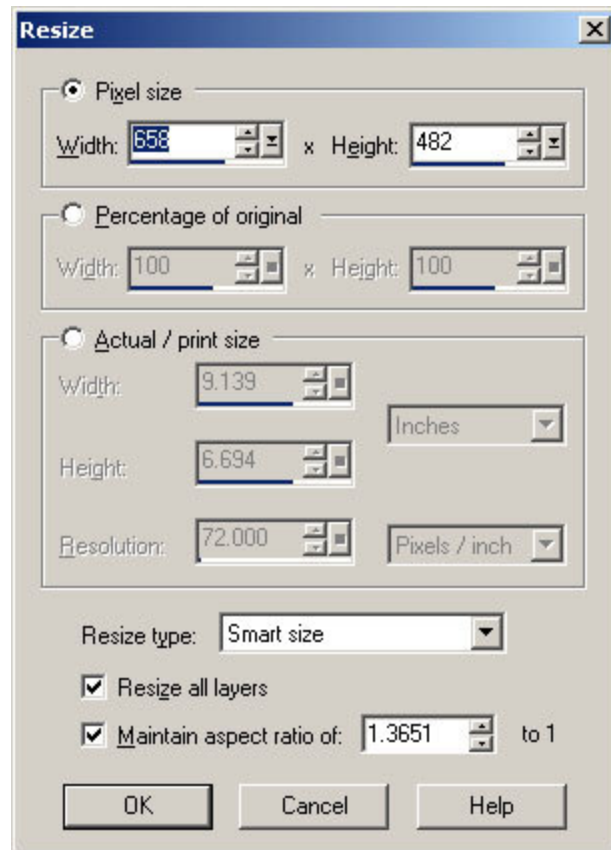 Resize
Pixel size
Width: 658 x Height: 482
Percentage of original
Width: 100 x Height: 100
Actual / print size
Width: 9.139
Inches
Height: 6.694
Resolution: 72.000 Pixels / inch
Resize type: Smart size
Resize all layers
Maintain aspect ratio of: 1.3651 to 1
OK Cancel Help